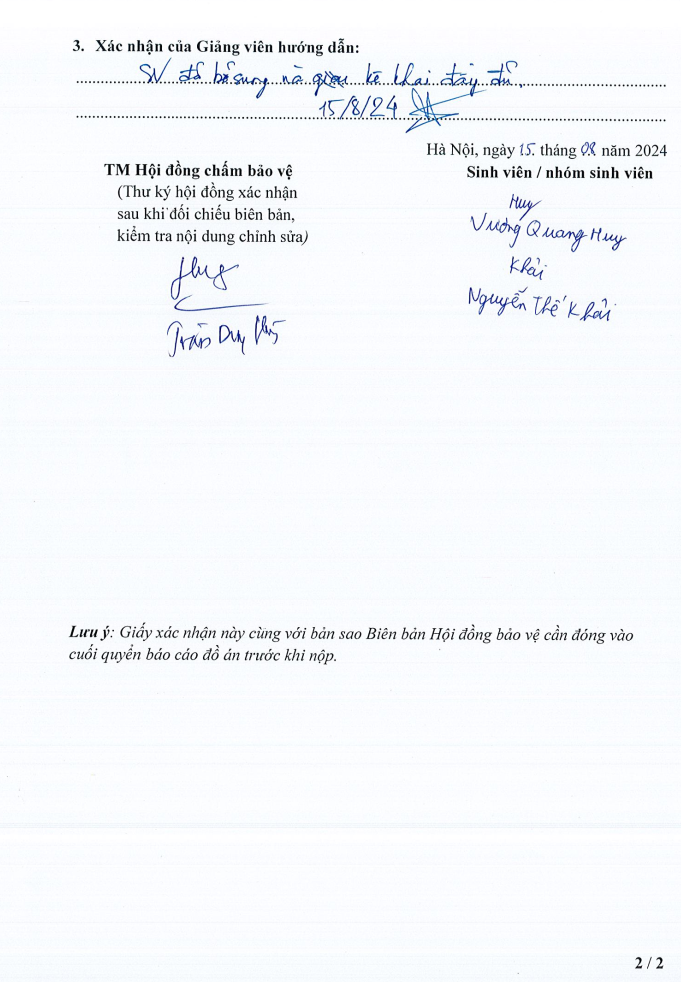 3. Xác nhận của Giảng viên hướng dẫn:
SV đã bổ sung và kê khai đầy đủ.
15/8/24
Hà Nội, ngày 15 tháng 08 năm 2024
TM Hội đồng chấm bảo vệ
(Thư ký hội đồng xác nhận
sau khi đối chiếu biên bản,
kiểm tra nội dung chỉnh sửa)
Trần Duy
Sinh viên / nhóm sinh viên
Huy
Vương Quang Huy
Khải
Nguyễn Thế Khải
Lưu ý: Giấy xác nhận này cùng với bản sao Biên bản Hội đồng bảo vệ cần đóng vào
cuối quyển báo cáo đồ án trước khi nộp.
2 / 2